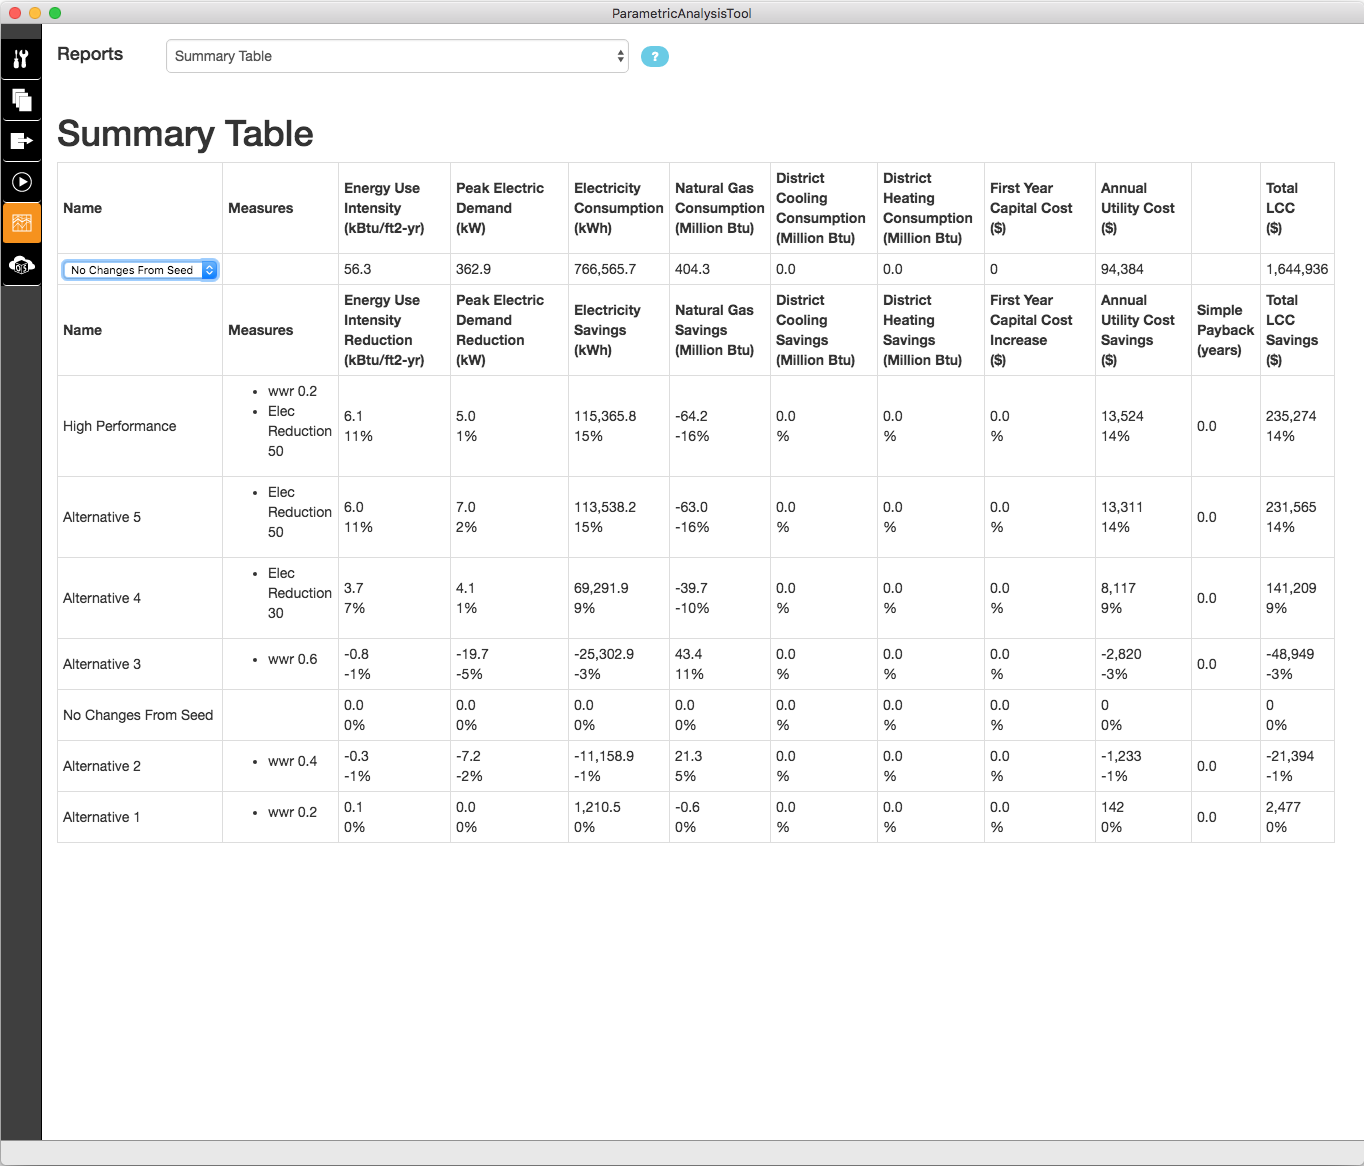 ParametricAnalysisTool
Reports
Summary Table
?
Summary Table
Name
Measures
Energy Use
Intensity
(kBtu/ft2-yr)
Peak Electric
Demand
(kW)
Electricity
Consumption
(kWh)
Natural Gas
Consumption
(Million Btu)
District
Cooling
Consumption
(Million Btu)
District
Heating
Consumption
(Million Btu)
First Year
Capital Cost
($)
Annual
Utility Cost
($)
Total
LCC
($)
No Changes From Seed
56.3
362.9
766,565.7
404.3
0.0
0.0
0
94,384
1,644,936
Name
Measures
Energy Use
Intensity
Reduction
(kBtu/ft2-yr)
Peak Electric
Demand
Reduction
(kW)
Electricity
Savings
(kWh)
Natural Gas
Savings
(Million Btu)
District
Cooling
Savings
(Million Btu)
District
Heating
Savings
(Million Btu)
First Year
Capital Cost
Increase
($)
Annual
Utility Cost
Savings
($)
Simple
Payback
(years)
Total
LCC
Savings
($)
High Performance
• wwr 0.2
• Elec
Reduction
50
6.1
11%
5.0
1%
115,365.8
15%
-64.2
-16%
0.0
%
0.0
%
0.0
%
13,524
14%
0.0
235,274
14%
Alternative 5
• Elec
Reduction
50
6.0
11%
7.0
2%
113,538.2
15%
-63.0
-16%
0.0
%
0.0
%
0.0
%
13,311
14%
0.0
231,565
14%
Alternative 4
• Elec
Reduction
30
3.7
7%
4.1
1%
69,291.9
9%
-39.7
-10%
0.0
%
0.0
%
0.0
%
8,117
9%
0.0
141,209
9%
Alternative 3
• wwr 0.6
-0.8
-1%
-19.7
-5%
-25,302.9
-3%
43.4
11%
0.0
%
0.0
%
0.0
%
-2,820
-3%
0.0
-48,949
-3%
No Changes From Seed
0.0
0%
0.0
0%
0.0
0%
0.0
0%
0.0
%
0.0
%
0.0
%
0
0%
0
0%
Alternative 2
• wwr 0.4
-0.3
-1%
-7.2
-2%
-11,158.9
-1%
21.3
5%
0.0
%
0.0
%
0.0
%
-1,233
-1%
0.0
-21,394
-1%
Alternative 1
• wwr 0.2
0.1
0%
0.0
0%
1,210.5
0%
-0.6
0%
0.0
%
0.0
%
0.0
%
142
0%
0.0
2,477
0%